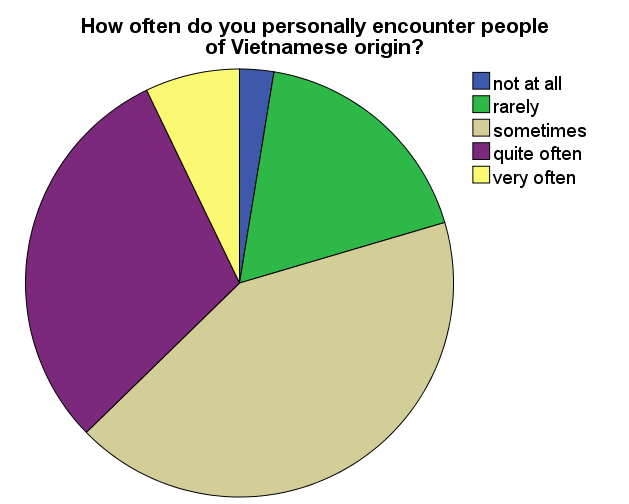 How often do you personally encounter people
of Vietnamese origin?
not at all
rarely
sometimes
quite often
very often